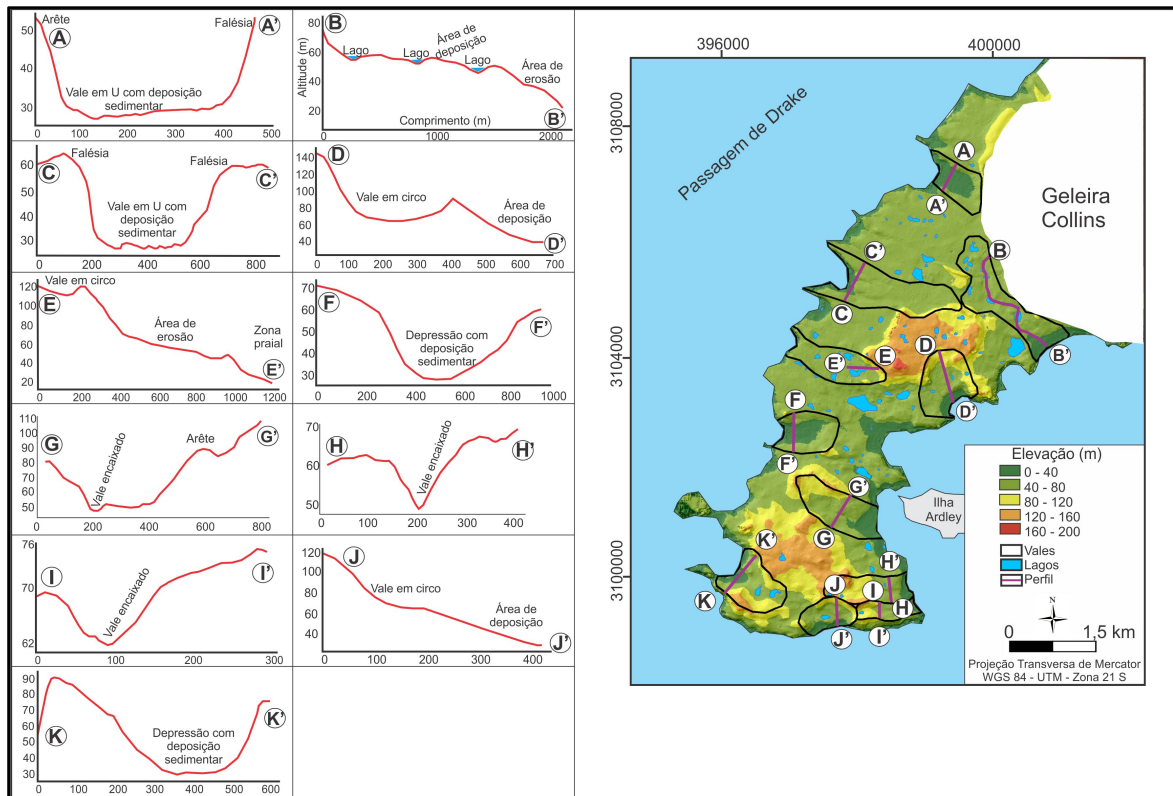 Arête
Falésia
A
A'
50
40
30
Vale em U com deposição
sedimentar
0 100 200 300 400 500
B
80
60
40
20
Altitude (m)
Lago
Lago
Área de
deposição
Lago
Área de
erosão
Comprimento (m)
B'
0 1000 2000
Falésia
Falésia
C
C'
60
50
40
30
Vale em U com
deposição
sedimentar
0 200 400 600 800
D
140
120
100
80
60
40
Vale em circo
Área de
deposição
D'
0 100 200 300 400 500 600 700
Vale em circo
E
120
100
80
60
40
20
Área de
erosão
Zona
praial
E'
0 200 400 600 800 1000 1200
F
70
60
50
40
30
Depressão com
deposição
sedimentar
F'
0 200 400 600 800 1000
110
100
90
80
70
60
50
G
Vale encaixado
Arête
G'
0 200 400 600 800
70
60
50
H
Vale encaixado
H'
0 100 200 300 400
76
70
62
I
Vale encaixado
I'
0 100 200 300
120
100
80
60
40
J
Vale em circo
Área de
deposição
J'
0 100 200 300 400
90
80
70
60
50
40
30
K
Depressão com
deposição
sedimentar
K'
0 100 200 300 400 500 600
396000 400000
3108000
3104000
3100000
Passagem de Drake
Geleira
Collins
A
A'
B
C'
C
D
E'
E
B'
D'
F
F'
G'
G
K'
H'
J
I
K
H
J'
I'
Ilha
Ardley
Elevação (m)
0 - 40
40 - 80
80 - 120
120 - 160
160 - 200
Vales
Lagos
Perfil
N
0 1,5 km
Projeção Transversa de Mercator
WGS 84 - UTM - Zona 21 S